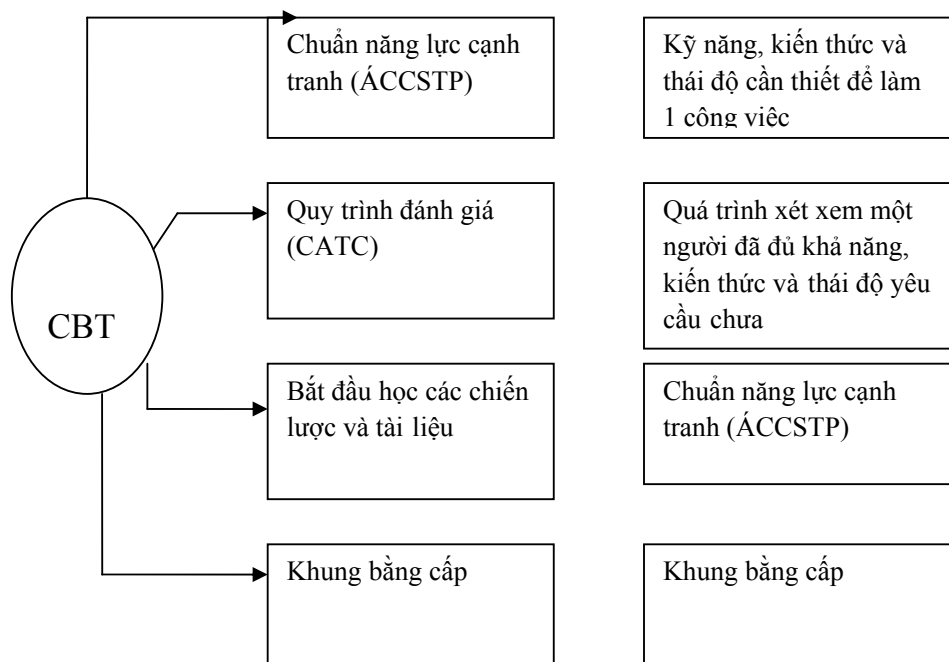 Chuẩn năng lực cạnh
tranh (ÁCCSTP)
Kỹ năng, kiến thức và
thái độ cần thiết để làm
1 công việc
Quy trình đánh giá
(CATC)
Quá trình xét xem một
người đã đủ khả năng,
kiến thức và thái độ yêu
cầu chưa
CBT
Bắt đầu học các chiến
lược và tài liệu
Chuẩn năng lực cạnh
tranh (ÁCCSTP)
Khung bằng cấp
Khung bằng cấp